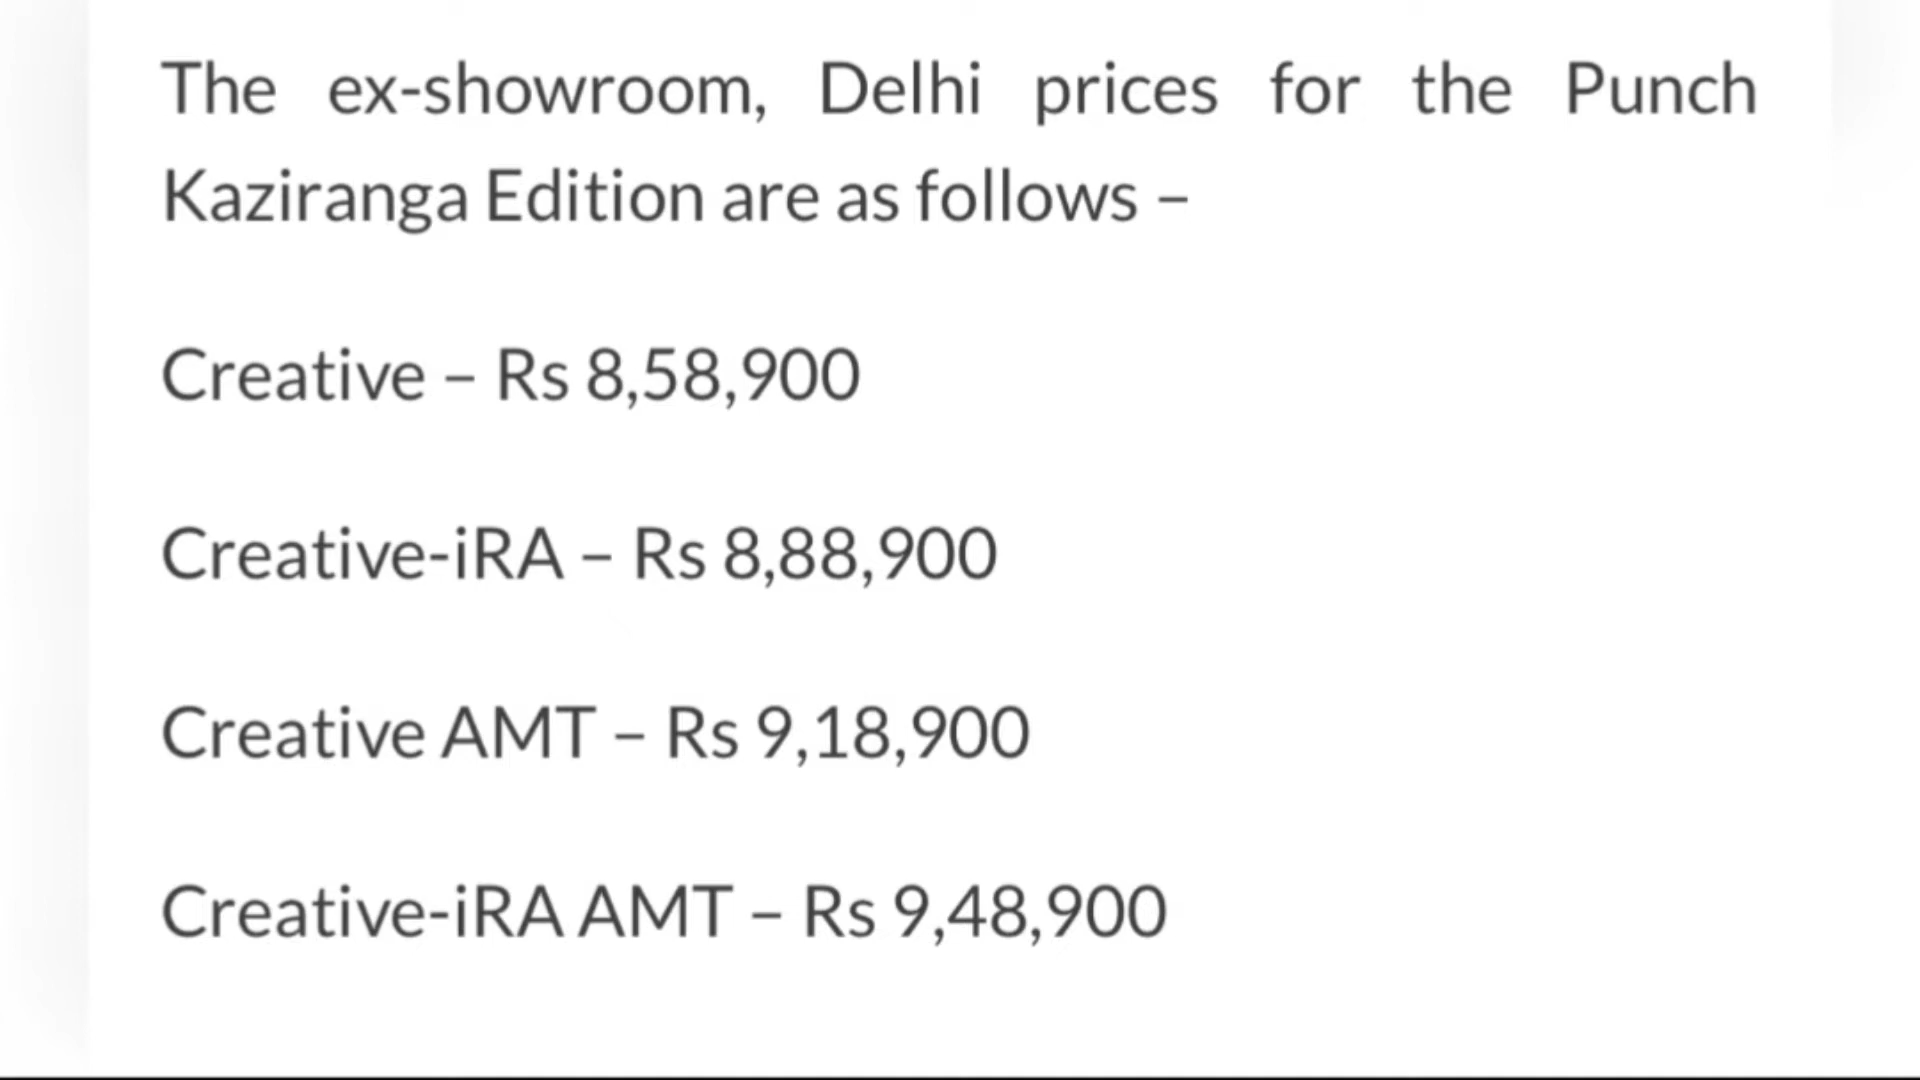 The ex-showroom, Delhi prices for the Punch
Kaziranga Edition are as follows –
Creative – Rs 8,58,900
Creative-iRA – Rs 8,88,900
Creative AMT – Rs 9,18,900
Creative-iRA AMT – Rs 9,48,900